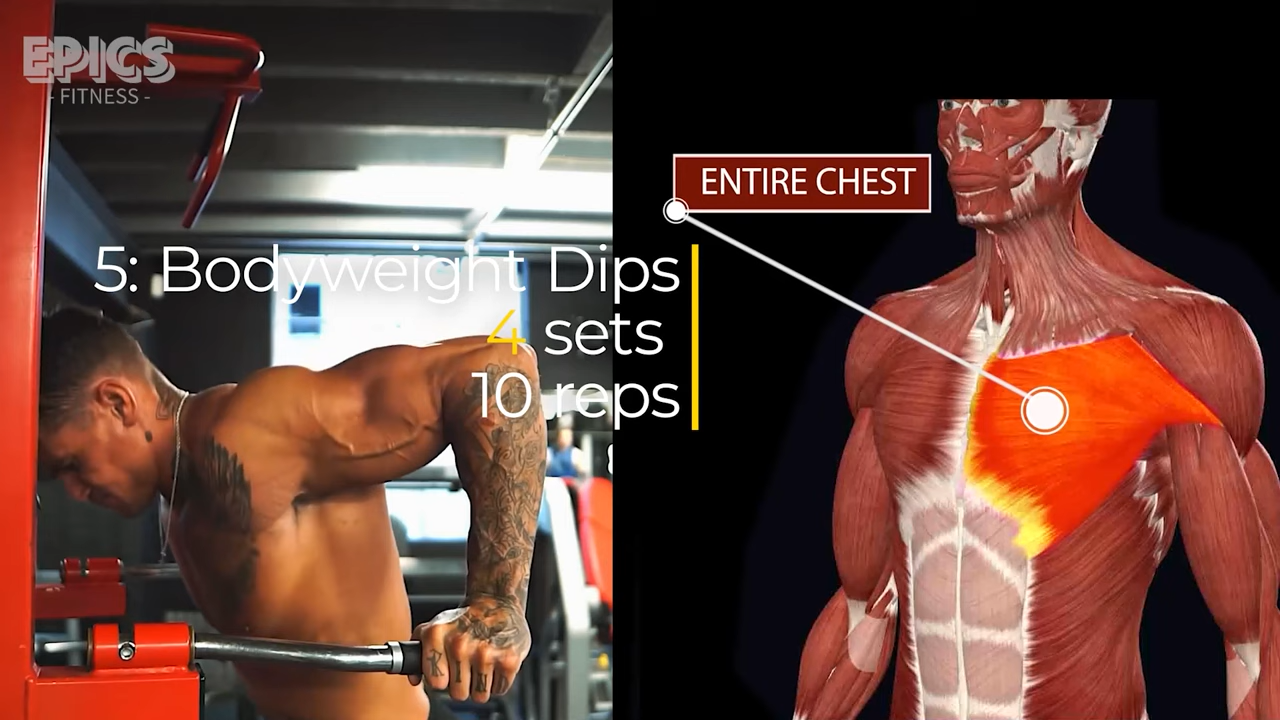 EPICS
- FITNESS -
ENTIRE CHEST
5: Bodyweight Dips
4 sets
10 reps